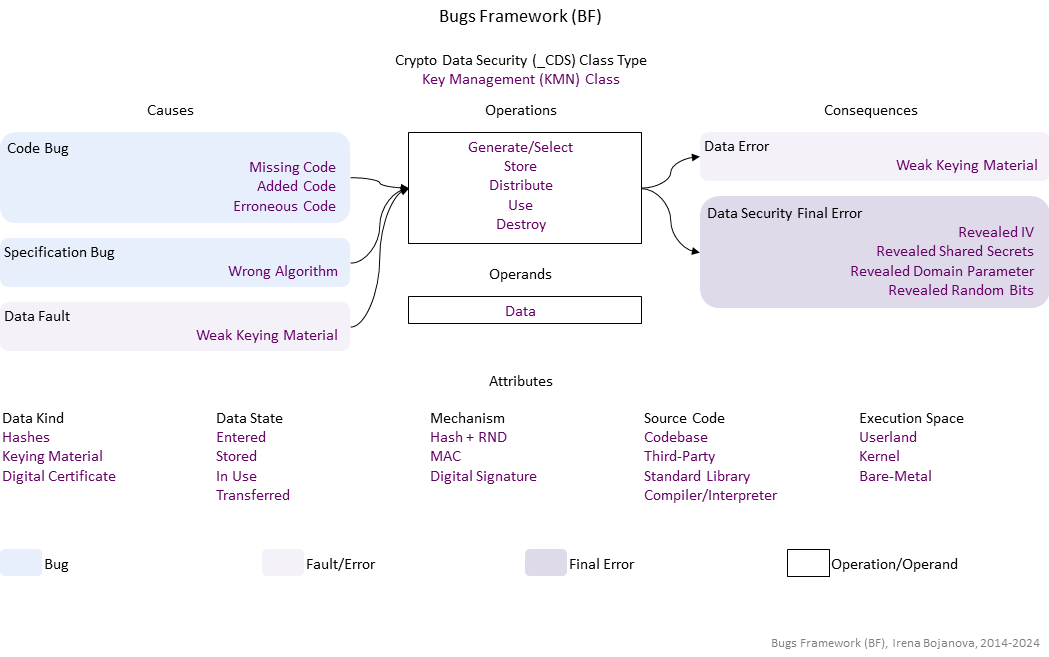 Bugs Framework (BF)
Crypto Data Security (_CDS) Class Type
Key Management (KMN) Class
Causes
Operations
Consequences
Code Bug
Missing Code
Added Code
Erroneous Code
Specification Bug
Wrong Algorithm
Data Fault
Weak Keying Material
Generate/Select
Store
Distribute
Use
Destroy
Operands
Data
Data Error
Weak Keying Material
Data Security Final Error
Revealed IV
Revealed Shared Secrets
Revealed Domain Parameter
Revealed Random Bits
Attributes
Data Kind
Hashes
Keying Material
Digital Certificate
Data State
Entered
Stored
In Use
Transferred
Mechanism
Hash + RND
MAC
Digital Signature
Source Code
Codebase
Third-Party
Standard Library
Compiler/Interpreter
Execution Space
Userland
Kernel
Bare-Metal
Bug
Fault/Error
Final Error
Operation/Operand
Bugs Framework (BF), Irena Bojanova, 2014-2024